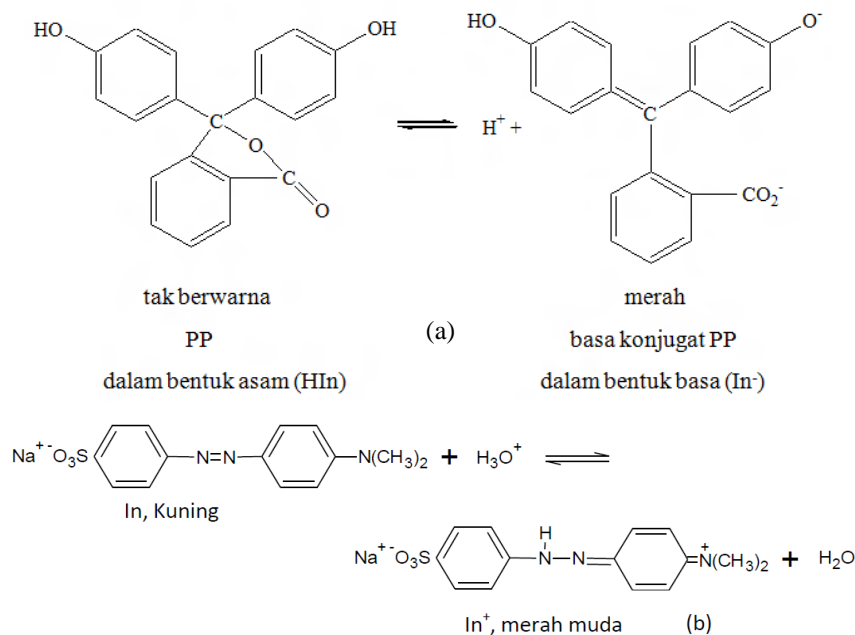 HO OH HO O⁻
C O C
H⁺ +
C O CO₂⁻
tak berwarna merah
PP (a) basa konjugat PP
dalam bentuk asam (HIn) dalam bentuk basa (In-)
Na⁺⁻O₃S N=N N(CH₃)₂ + H₃O⁺
In, Kuning
H
Na⁺⁻O₃S N—N N(CH₃)₂ + H₂O
+
In⁺, merah muda (b)